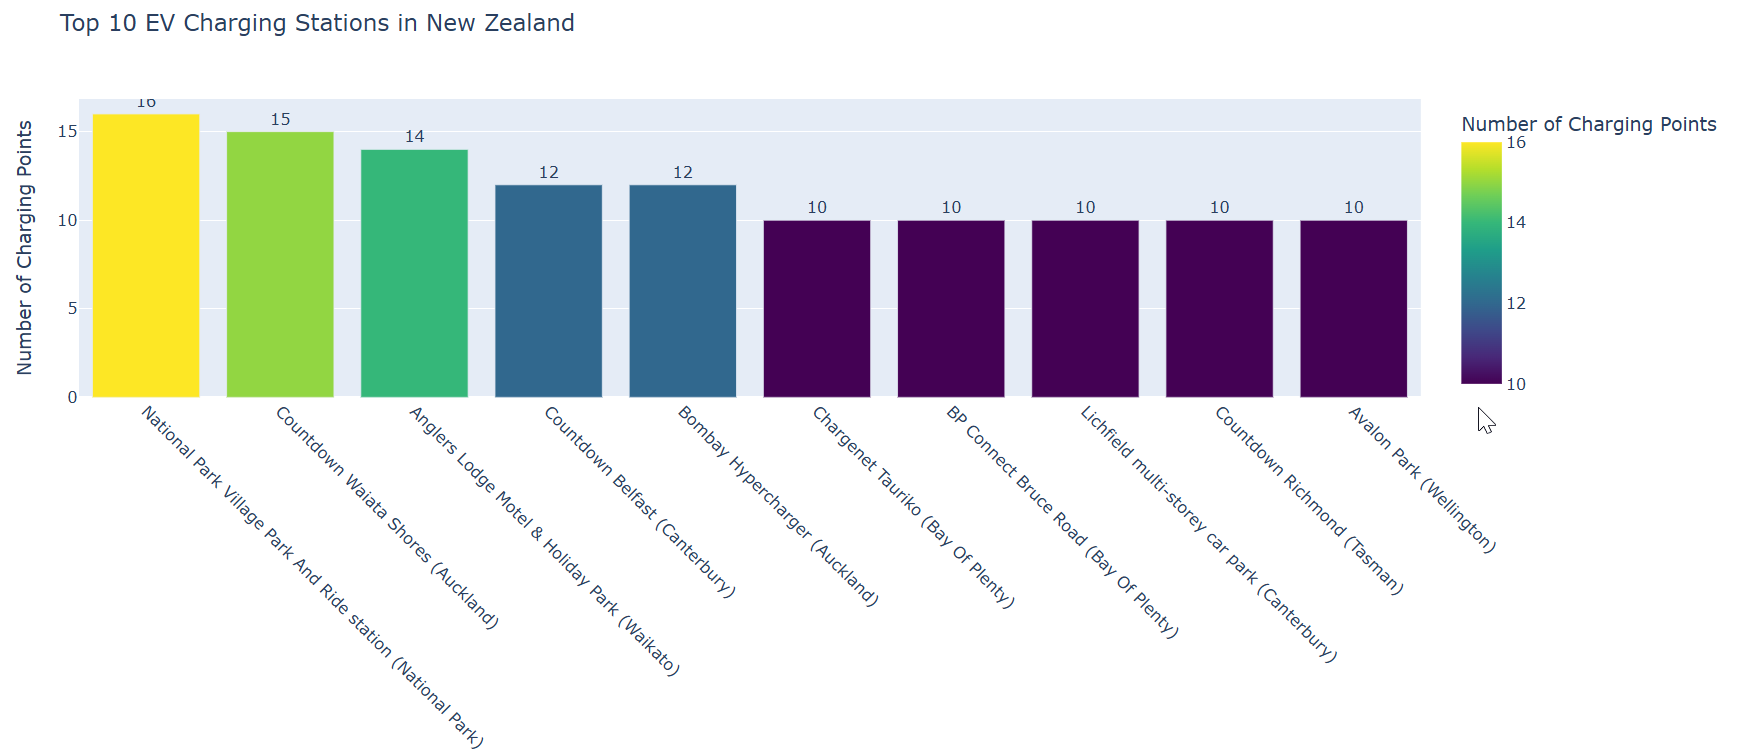 Top 10 EV Charging Stations in New Zealand
Number of Charging Points
15
10
5
0
16
15
14
12
12
10
10
10
10
10
National Park Village Park And Ride station (National Park)
Countdown Waiata Shores (Auckland)
Anglers Lodge Motel & Holiday Park (Waikato)
Countdown Belfast (Canterbury)
Bombay Hypercharger (Auckland)
Chargenet Tauriko (Bay Of Plenty)
BP Connect Bruce Road (Bay Of Plenty)
Lichfield multi-storey car park (Canterbury)
Countdown Richmond (Tasman)
Avalon Park (Wellington)
Number of Charging Points
16
14
12
10